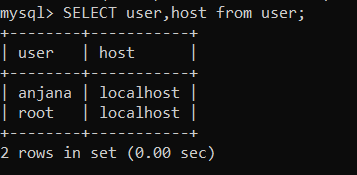 mysql> SELECT user,host from user;
+--------+-----------+
| user   | host      |
+--------+-----------+
| anjana | localhost |
| root   | localhost |
+--------+-----------+
2 rows in set (0.00 sec)